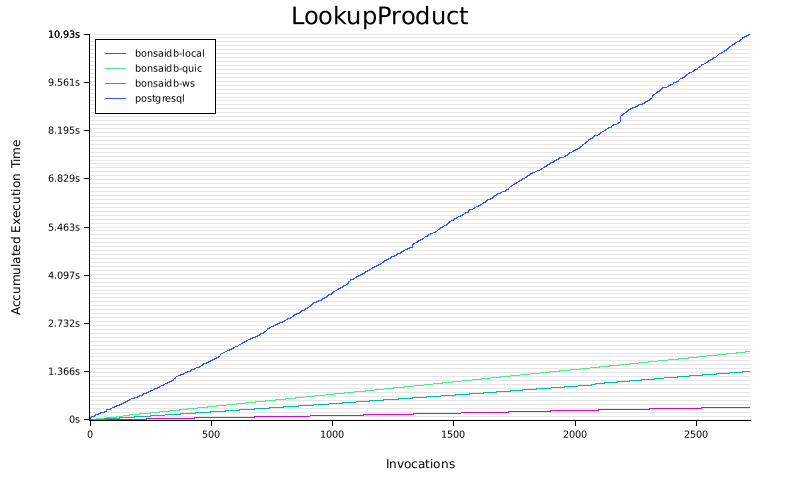 LookupProduct
10.93s
9.561s
8.195s
6.829s
5.463s
4.097s
2.732s
1.366s
0s
bonsaidb-local
bonsaidb-quic
bonsaidb-ws
postgresql
Accumulated Execution Time
0 500 1000 1500 2000 2500
Invocations